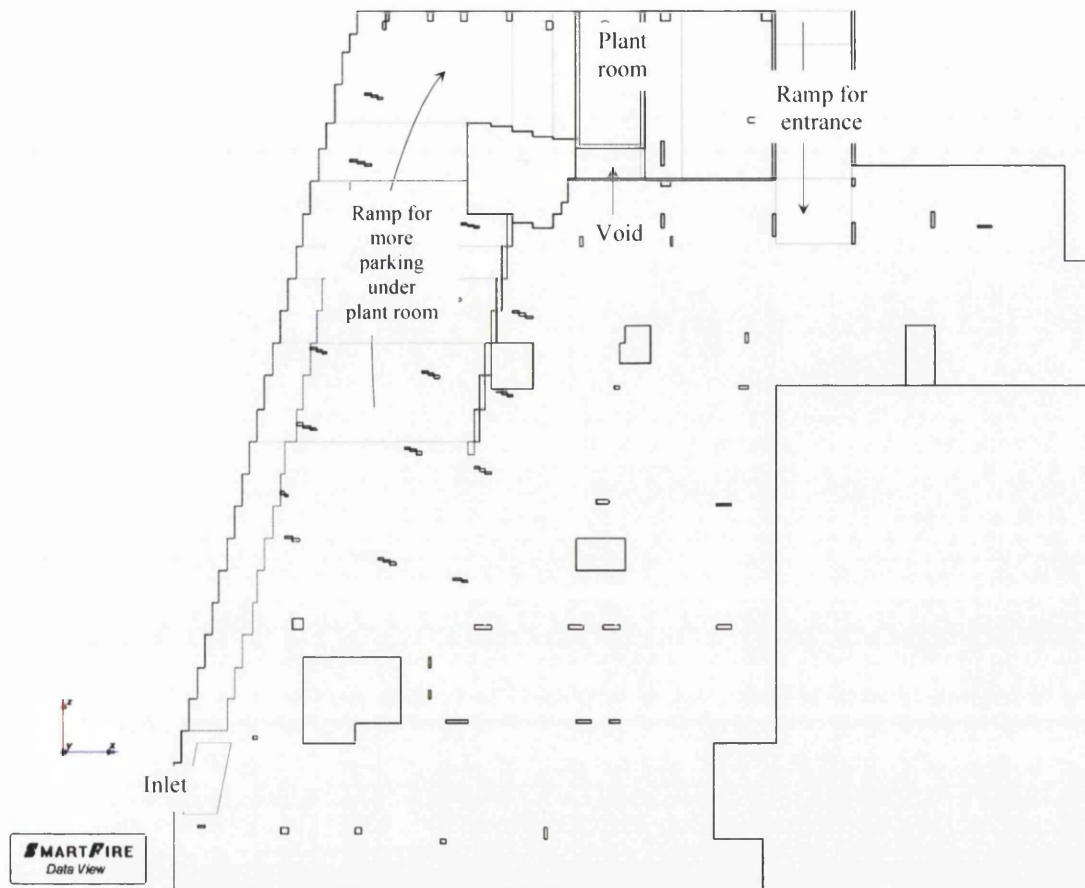 Plant
room
Ramp for
entrance
Ramp for
more
parking
under
plant room
Void
Inlet
SMARTFIRE
Data View